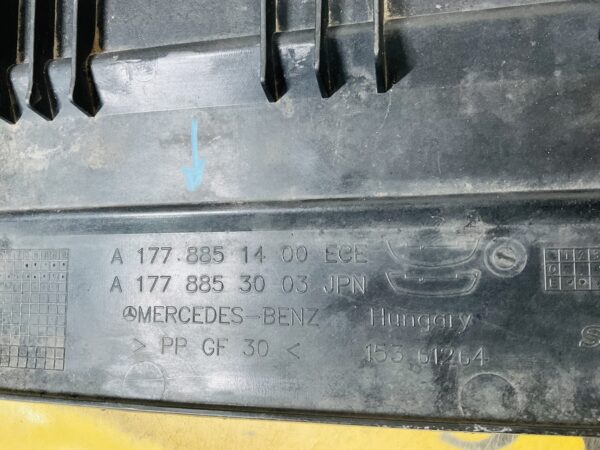 A 177 885 14 00 ECE
A 177 885 30 03 JPN
MERCEDES-BENZ Hungary
> PP GF 30 < 153 61264